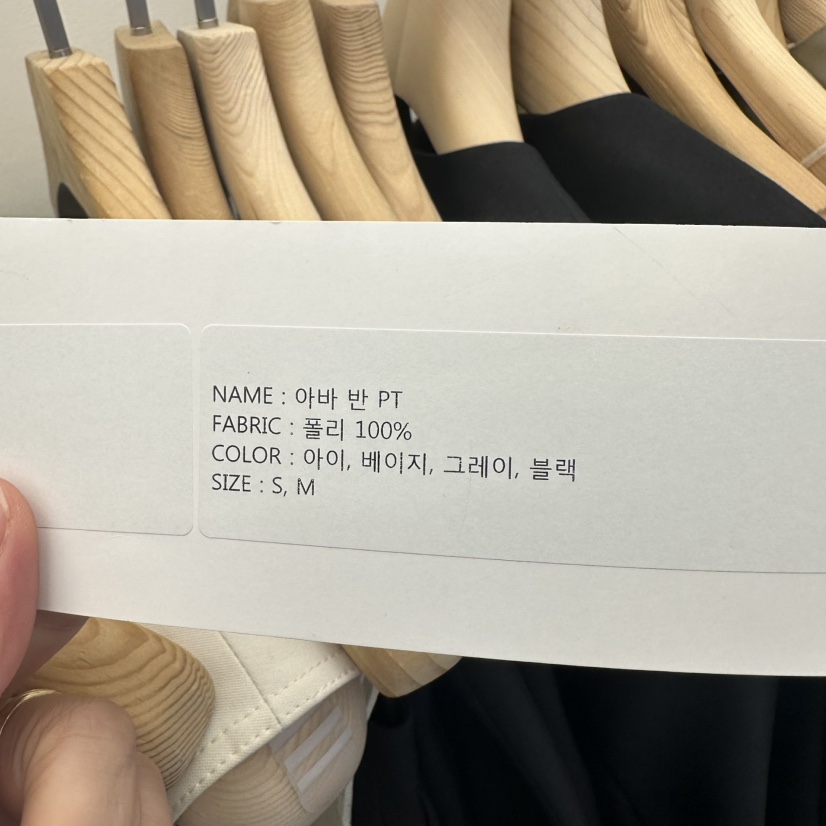 NAME : 아바 반 PT
FABRIC : 폴리 100%
COLOR : 아이, 베이지, 그레이, 블랙
SIZE : S, M